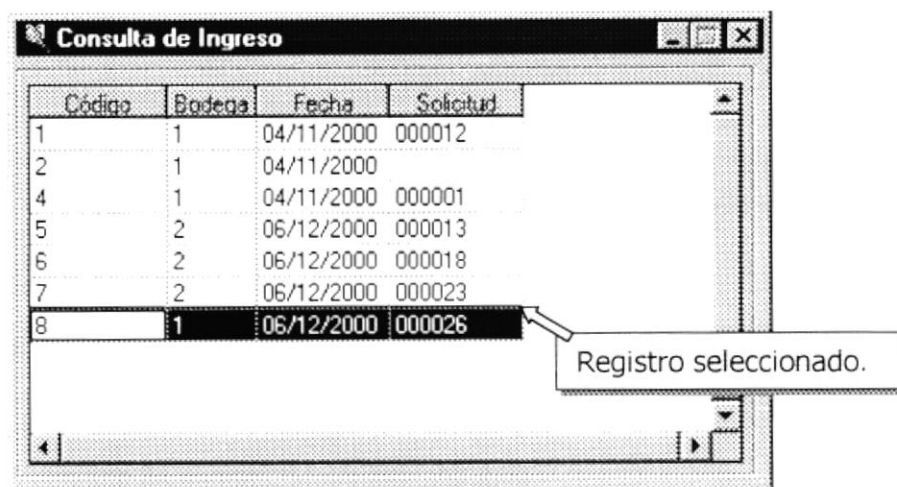 Consulta de Ingreso
Código Bodega Fecha Solicitud
1 1 04/11/2000 000012
2 1 04/11/2000
4 1 04/11/2000 000001
5 2 06/12/2000 000013
6 2 06/12/2000 000018
7 2 06/12/2000 000023
8 1 06/12/2000 000026
Registro seleccionado.